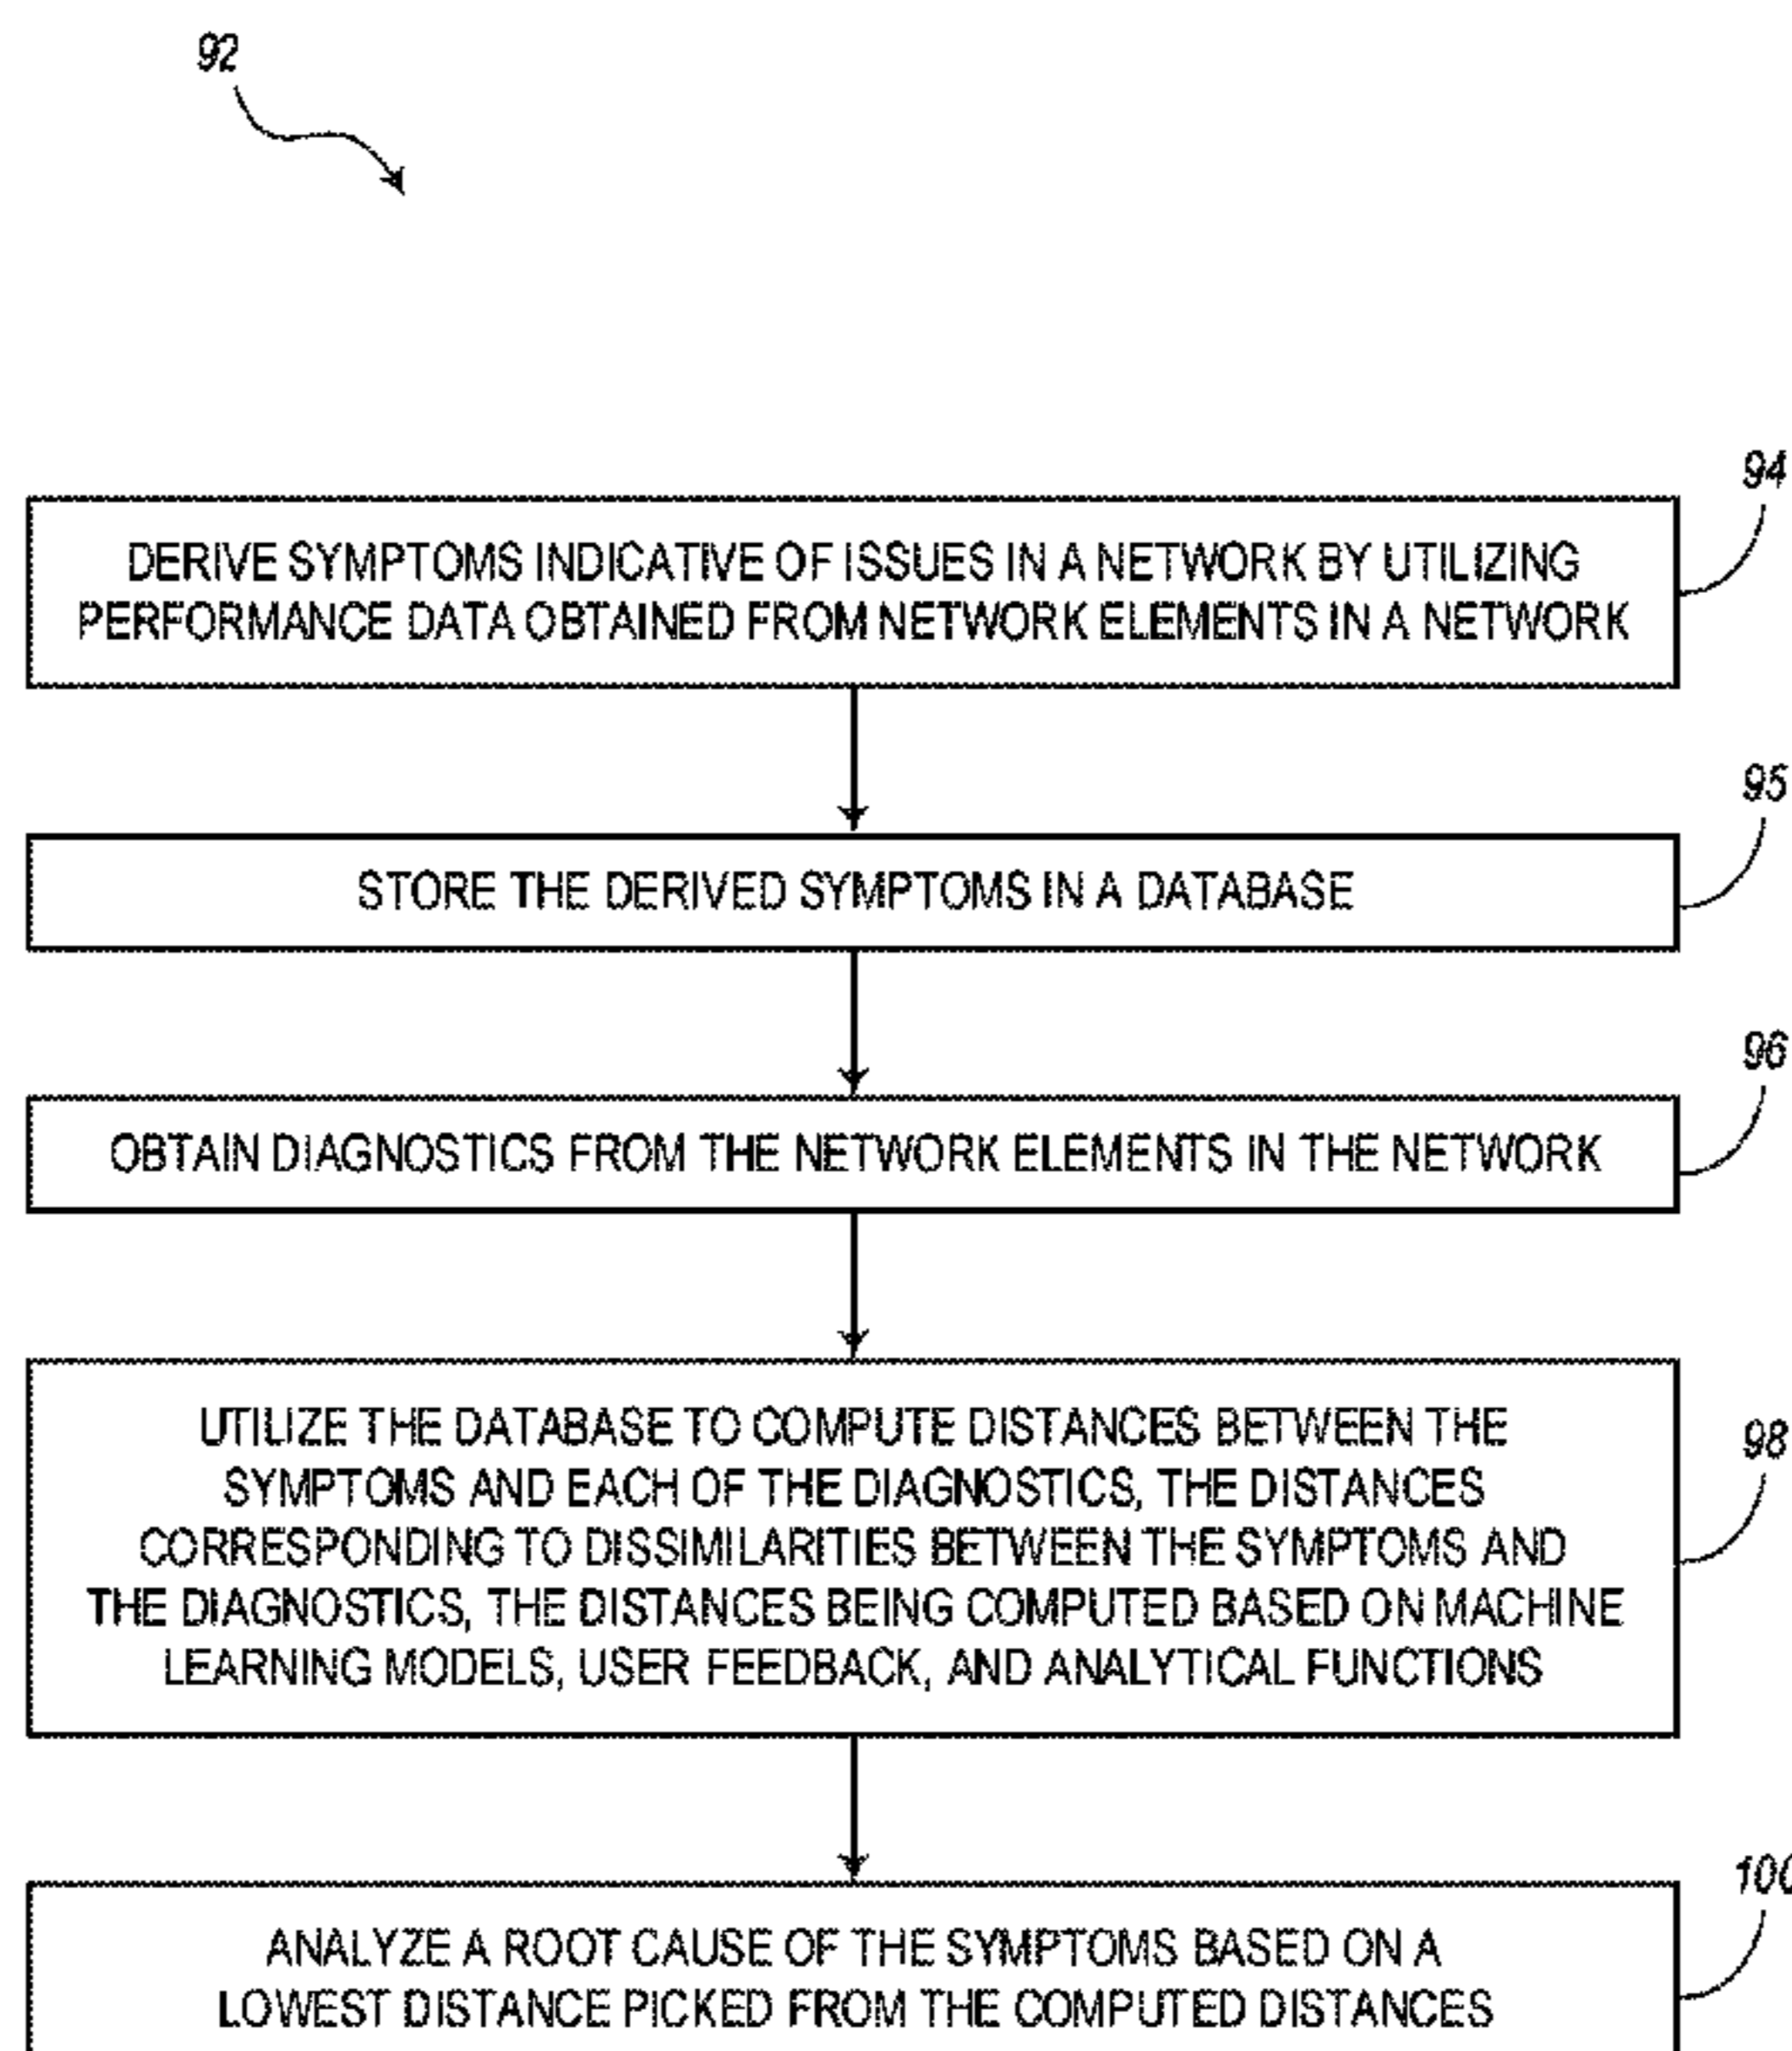 92
94
DERIVE SYMPTOMS INDICATIVE OF ISSUES IN A NETWORK BY UTILIZING
PERFORMANCE DATA OBTAINED FROM NETWORK ELEMENTS IN A NETWORK
95
STORE THE DERIVED SYMPTOMS IN A DATABASE
96
OBTAIN DIAGNOSTICS FROM THE NETWORK ELEMENTS IN THE NETWORK
98
UTILIZE THE DATABASE TO COMPUTE DISTANCES BETWEEN THE
SYMPTOMS AND EACH OF THE DIAGNOSTICS, THE DISTANCES
CORRESPONDING TO DISSIMILARITIES BETWEEN THE SYMPTOMS AND
THE DIAGNOSTICS, THE DISTANCES BEING COMPUTED BASED ON MACHINE
LEARNING MODELS, USER FEEDBACK, AND ANALYTICAL FUNCTIONS
100
ANALYZE A ROOT CAUSE OF THE SYMPTOMS BASED ON A
LOWEST DISTANCE PICKED FROM THE COMPUTED DISTANCES